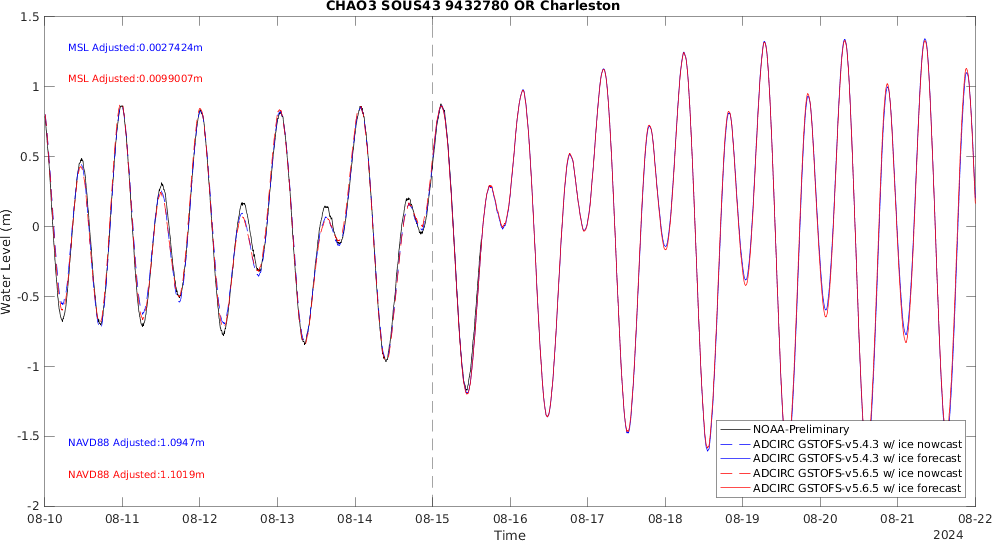 CHAO3 SOUS43 9432780 OR Charleston
1.5
1
0.5
0
-0.5
-1
-1.5
-2
Water Level (m)
MSL Adjusted:0.0027424m
MSL Adjusted:0.0099007m
NAVD88 Adjusted:1.0947m
NAVD88 Adjusted:1.1019m
NOAA-Preliminary
ADCIRC GSTOFS-v5.4.3 w/ ice nowcast
ADCIRC GSTOFS-v5.4.3 w/ ice forecast
ADCIRC GSTOFS-v5.6.5 w/ ice nowcast
ADCIRC GSTOFS-v5.6.5 w/ ice forecast
08-10 08-11 08-12 08-13 08-14 08-15 08-16 08-17 08-18 08-19 08-20 08-21 08-22
Time
2024